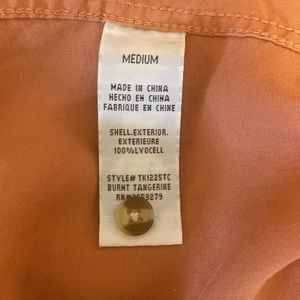 MEDIUM
MADE IN CHINA
HECHO EN CHINA
FABRIQUE EN CHINE
SHELL.EXTERIOR.
EXTERIEURE
100%LYOCELL
STYLE# TK1225TC
BURNT TANGERINE